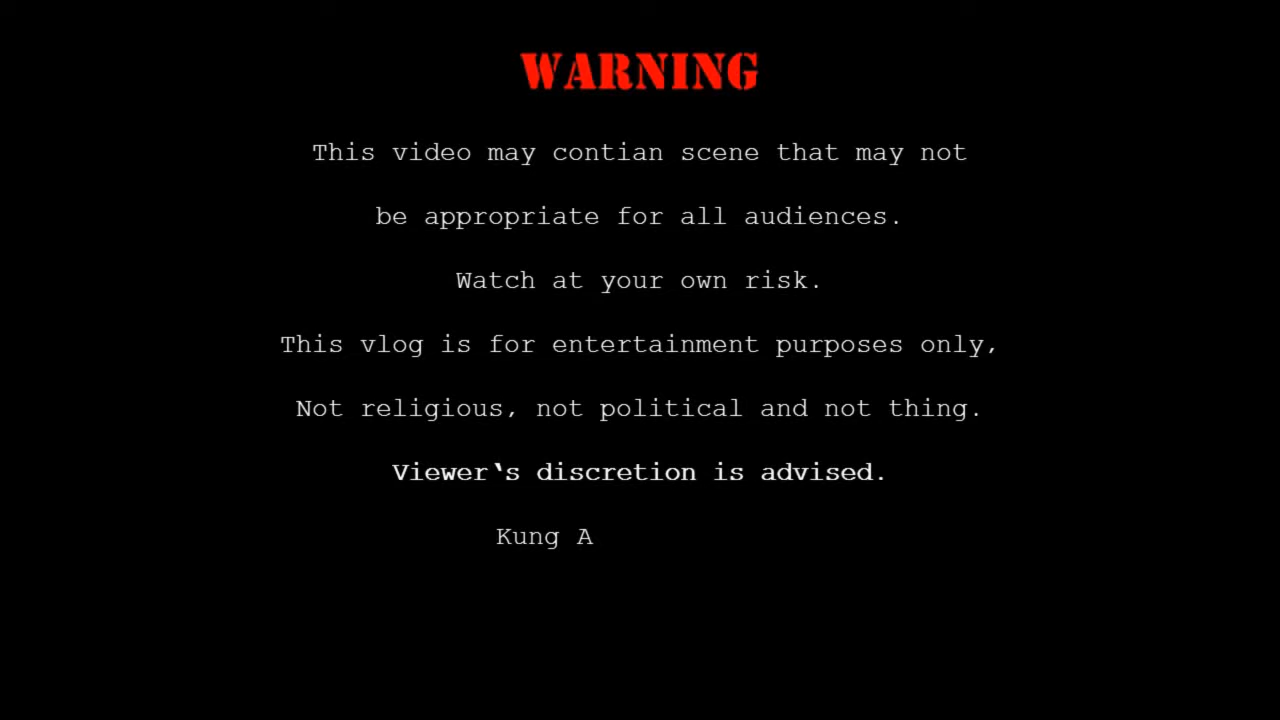 WARNING
This video may contian scene that may not
be appropriate for all audiences.
Watch at your own risk.
This vlog is for entertainment purposes only,
Not religious, not political and not thing.
Viewer‛s discretion is advised.
Kung A